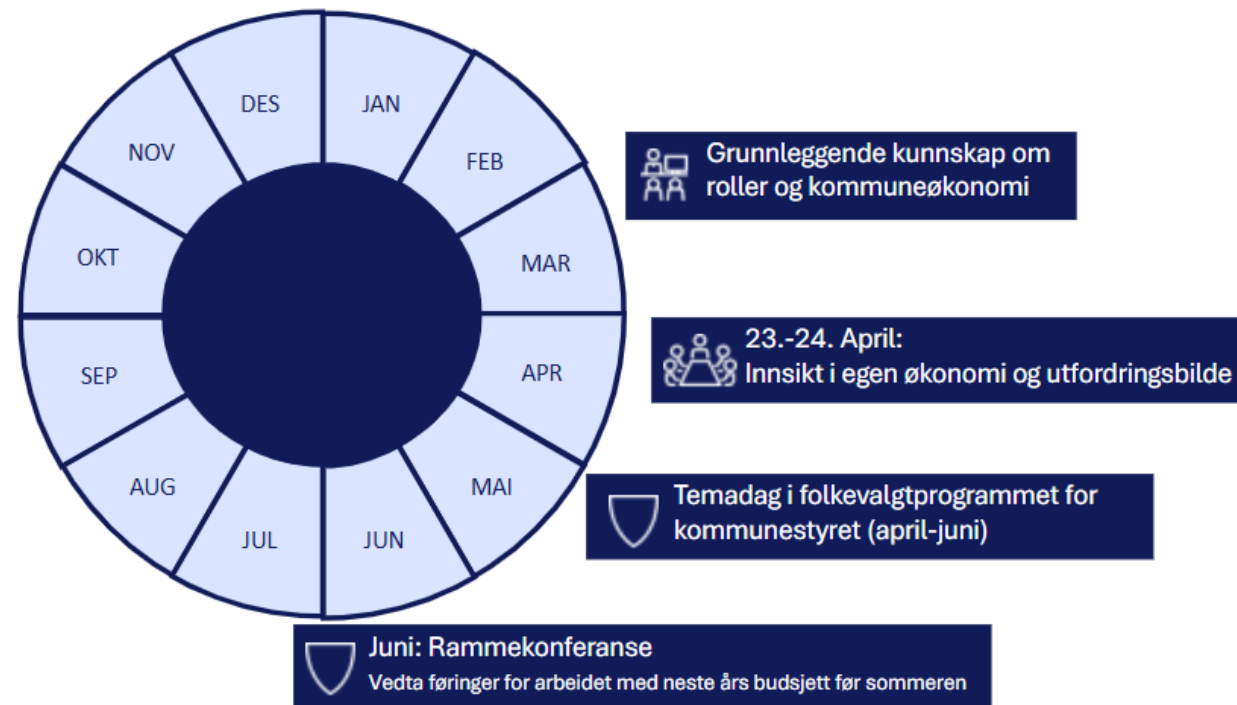 JAN
FEB
MAR
APR
MAI
JUN
JUL
AUG
SEP
OKT
NOV
DES
Grunnleggende kunnskap om
roller og kommuneøkonomi
23.-24. April:
Innsikt i egen økonomi og utfordringsbilde
Temadag i folkevalgtprogrammet for
kommunestyret (april-juni)
Juni: Rammekonferanse
Vedta føringer for arbeidet med neste års budsjett før sommeren